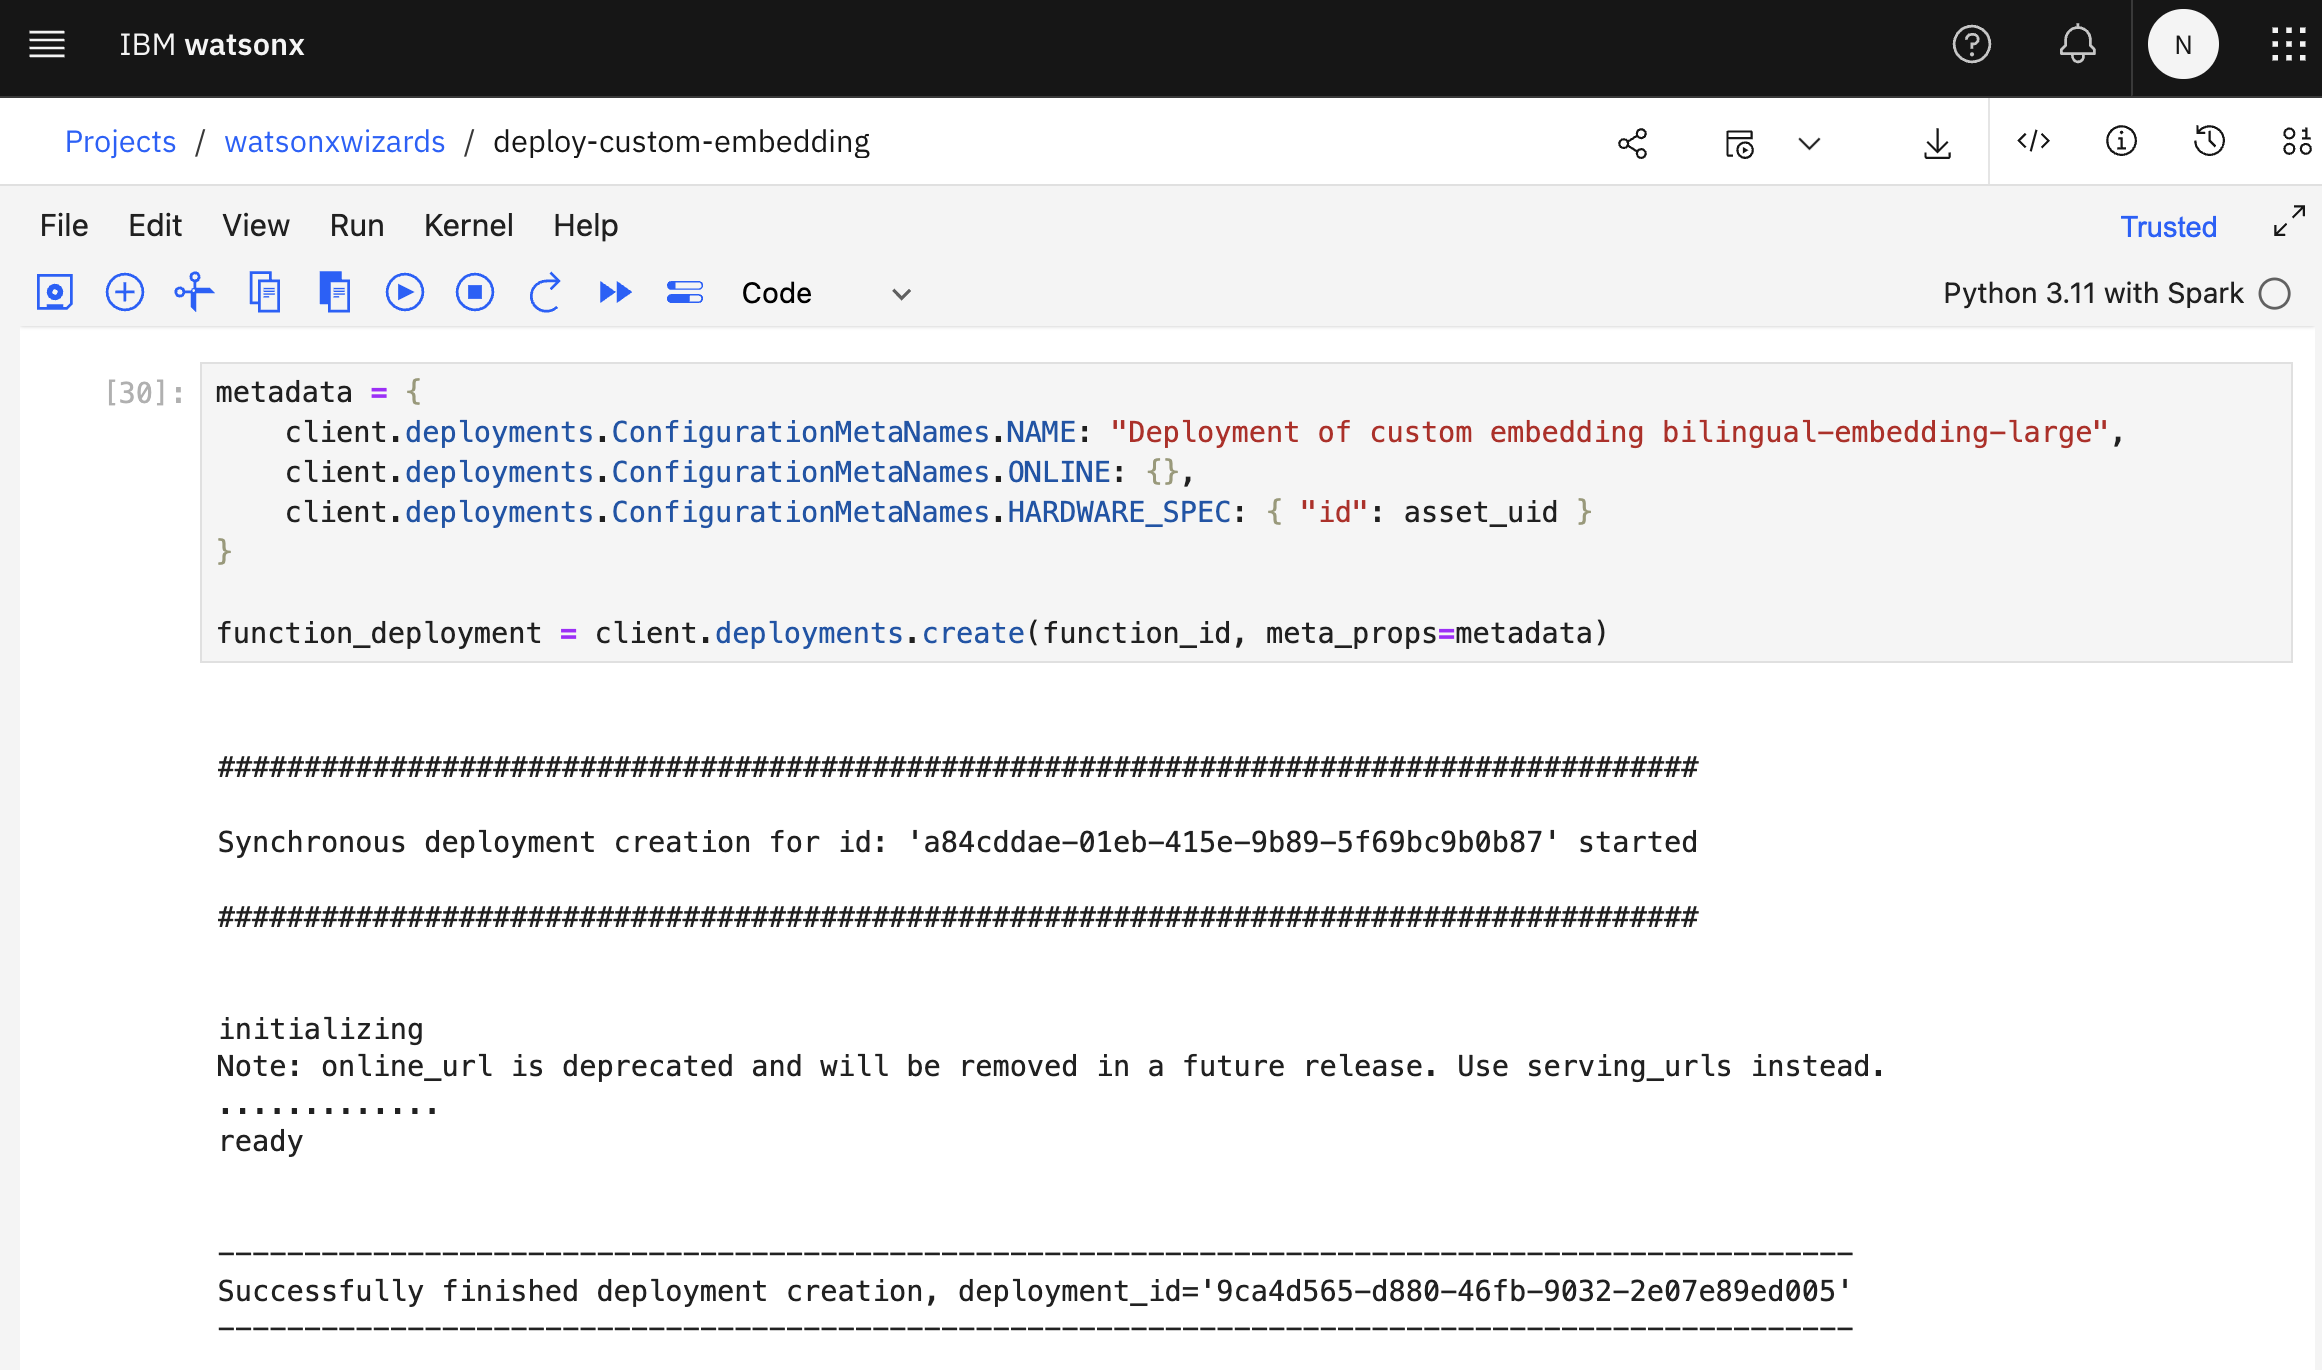 IBM watsonx
N
Projects / watsonxwizards / deploy-custom-embedding
File Edit View Run Kernel Help
Trusted
Code
Python 3.11 with Spark
[30]:
metadata = {
    client.deployments.ConfigurationMetaNames.NAME: "Deployment of custom embedding bilingual-embedding-large",
    client.deployments.ConfigurationMetaNames.ONLINE: {},
    client.deployments.ConfigurationMetaNames.HARDWARE_SPEC: { "id": asset_uid }
}
function_deployment = client.deployments.create(function_id, meta_props=metadata)
######################################################################################
Synchronous deployment creation for id: 'a84cddae-01eb-415e-9b89-5f69bc9b0b87' started
######################################################################################
initializing
Note: online_url is deprecated and will be removed in a future release. Use serving_urls instead.
.............
ready
-----------------------------------------------------------------------------------------------
Successfully finished deployment creation, deployment_id='9ca4d565-d880-46fb-9032-2e07e89ed005'
-----------------------------------------------------------------------------------------------